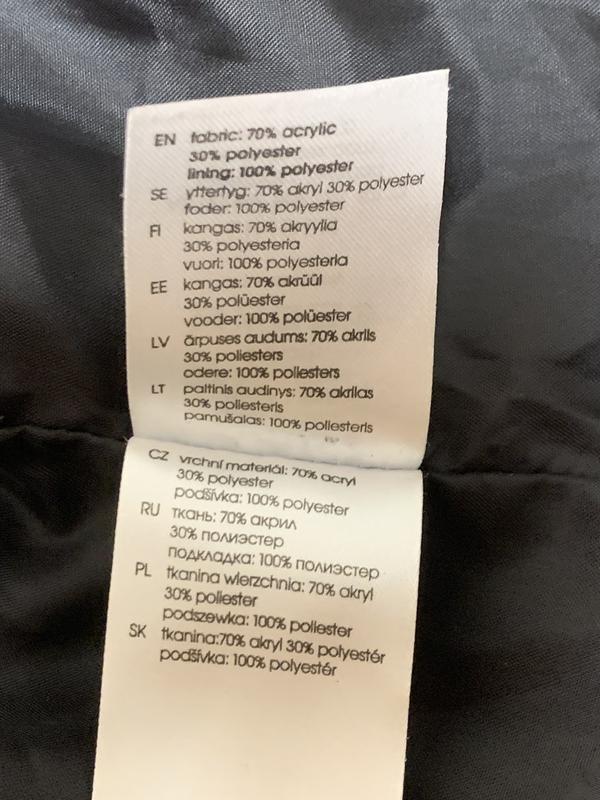 EN fabric: 70% acrylic
30% polyester
lining: 100% polyester
SE yttertyg: 70% akryl 30% polyester
foder: 100% polyester
FI kangas: 70% akryylia
30% polyesteria
vuori: 100% polyesteria
EE kangas: 70% akrüül
30% polüester
vooder: 100% polüester
LV ārpuses audums: 70% akrils
30% poliesters
odere: 100% poliesters
LT paltinis audinys: 70% akrilas
30% poliesteris
pamušalas: 100% poliesteris
CZ vrchní materiál: 70% acryl
30% polyester
podšívka: 100% polyester
RU ткань: 70% акрил
30% полиэстер
подкладка: 100% полиэстер
PL tkanina wierzchnia: 70% akryl
30% poliester
podszewka: 100% poliester
SK tkanina:70% akryl 30% polyestér
podšívka: 100% polyestér